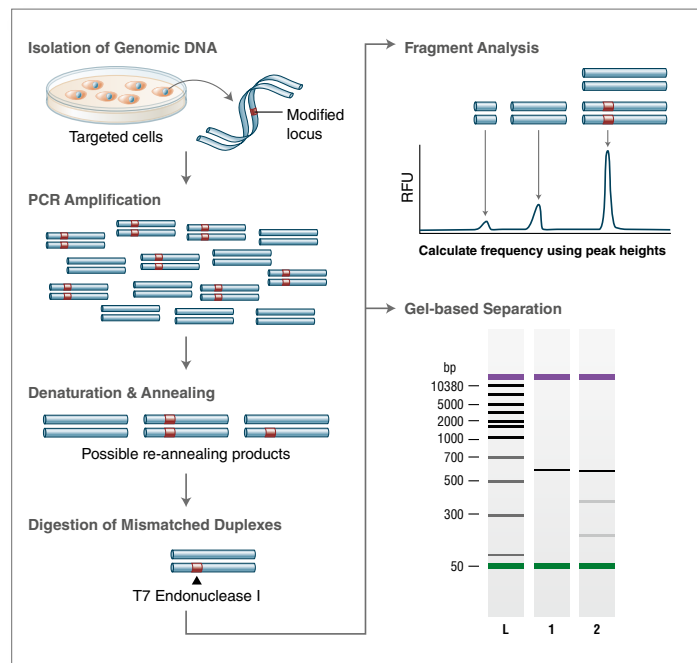 Isolation of Genomic DNA
Targeted cells
Modified
locus
PCR Amplification
Denaturation & Annealing
Possible re-annealing products
Digestion of Mismatched Duplexes
T7 Endonuclease I
Fragment Analysis
RFU
Calculate frequency using peak heights
Gel-based Separation
bp
10380
5000
2000
1000
700
500
300
50
L 1 2